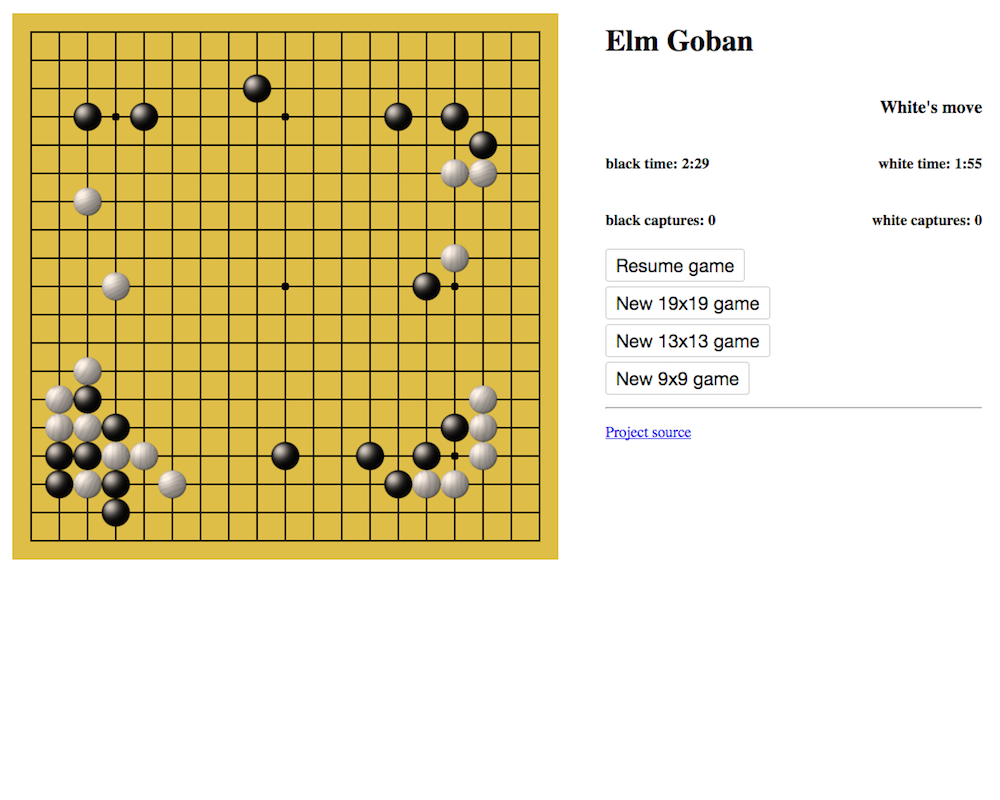 Elm Goban
White's move
black time: 2:29 white time: 1:55
black captures: 0 white captures: 0
Resume game
New 19x19 game
New 13x13 game
New 9x9 game
Project source